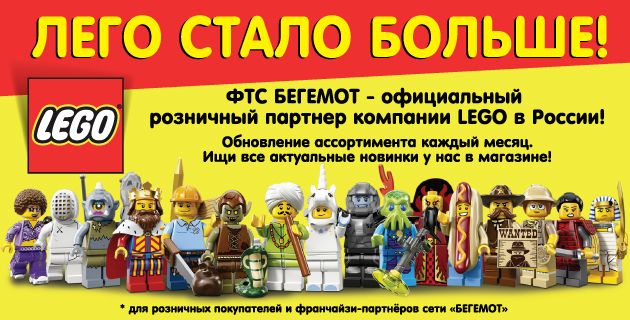 ЛЕГО СТАЛО БОЛЬШЕ!
LEGO
ФТС БЕГЕМОТ - официальный
розничный партнер компании LEGO в России!
Обновление ассортимента каждый месяц.
Ищи все актуальные новинки у нас в магазине!
WANTED
* для розничных покупателей и франчайзи-партнёров сети «БЕГЕМОТ»